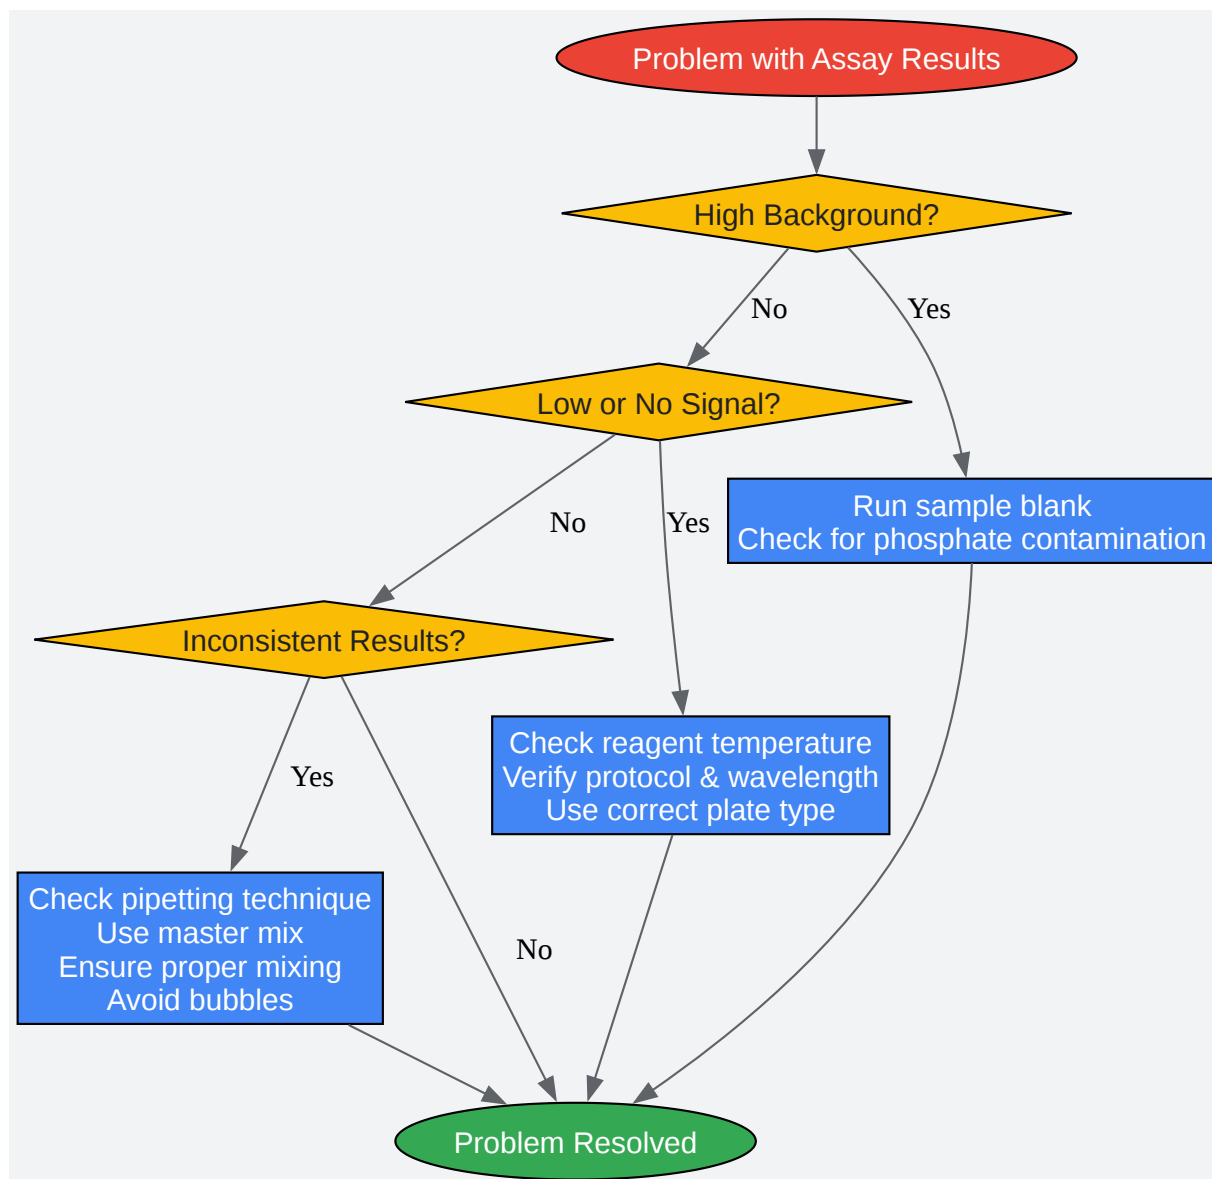 Problem with Assay Results
High Background?
No
Yes
Low or No Signal?
Run sample blank
Check for phosphate contamination
No
Yes
Inconsistent Results?
Check reagent temperature
Verify protocol & wavelength
Use correct plate type
Yes
Check pipetting technique
Use master mix
Ensure proper mixing
Avoid bubbles
No
Problem Resolved